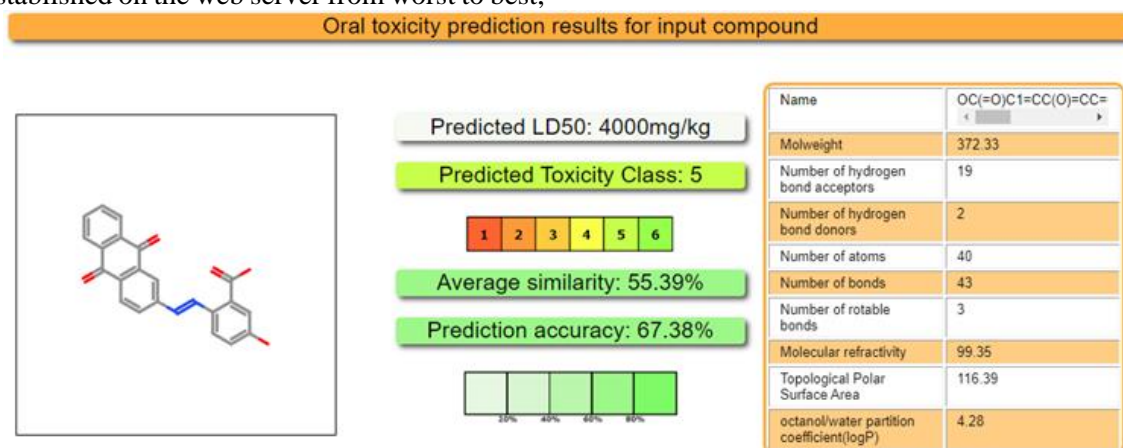 established on the web server from worst to best;
Oral toxicity prediction results for input compound
Predicted LD50: 4000mg/kg
Predicted Toxicity Class: 5
1 2 3 4 5 6
Average similarity: 55.39%
Prediction accuracy: 67.38%
20% 40% 60% 80%
Name OC(=O)C1=CC(O)=CC=
Molweight 372.33
Number of hydrogen
bond acceptors 19
Number of hydrogen
bond donors 2
Number of atoms 40
Number of bonds 43
Number of rotable
bonds 3
Molecular refractivity 99.35
Topological Polar
Surface Area 116.39
octanol/water partition
coefficient(logP) 4.28